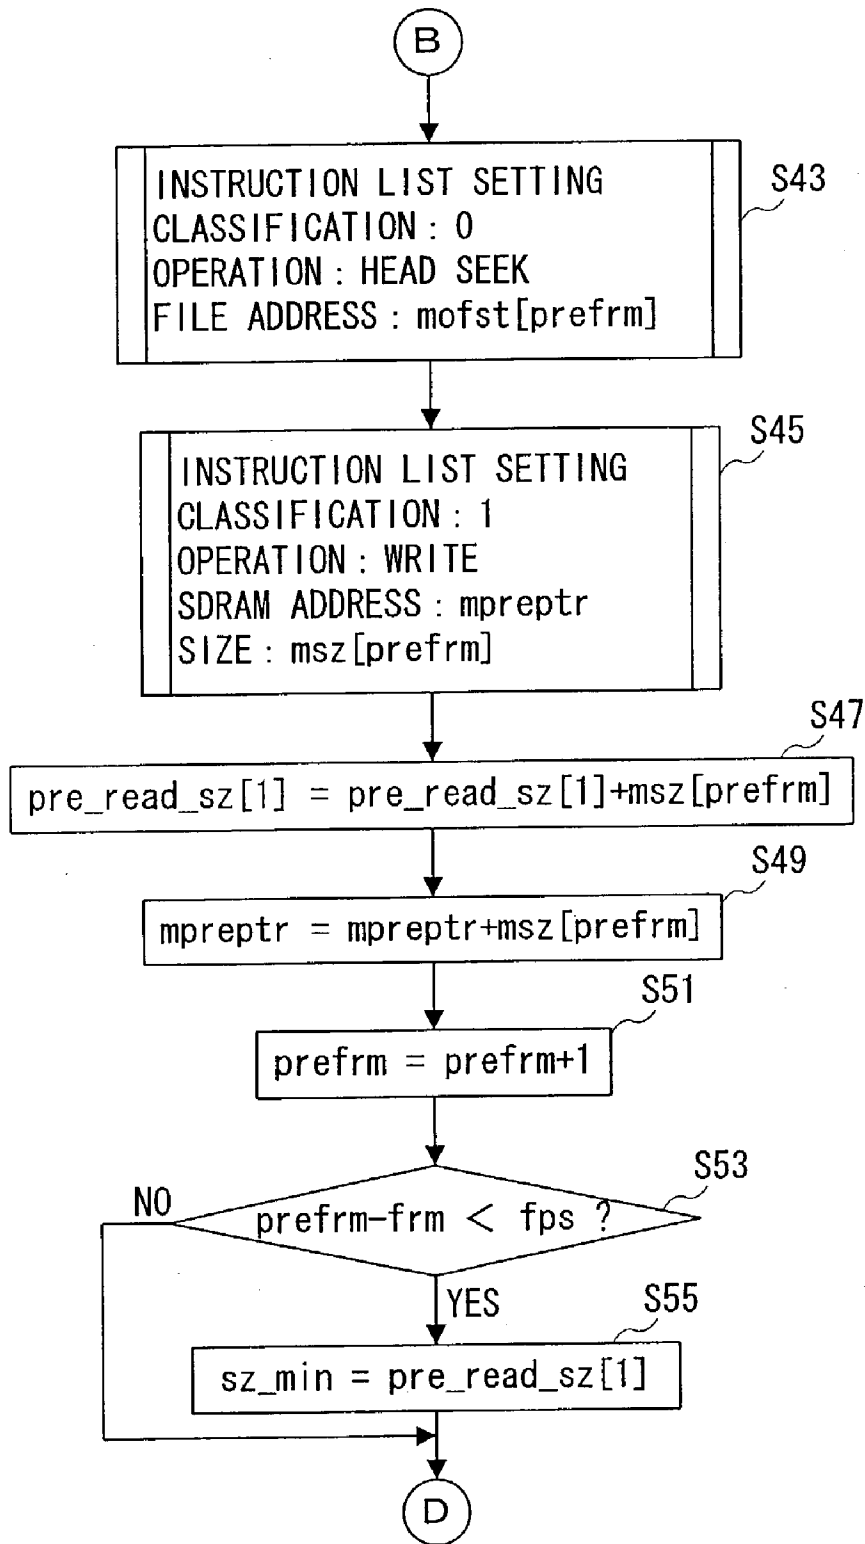 B
INSTRUCTION LIST SETTING
CLASSIFICATION : 0
OPERATION : HEAD SEEK
FILE ADDRESS : mofst[prefrm]
S43
S45
INSTRUCTION LIST SETTING
CLASSIFICATION : 1
OPERATION : WRITE
SDRAM ADDRESS : mpreptr
SIZE : msz[prefrm]
S47
pre_read_sz[1] = pre_read_sz[1]+msz[prefrm]
S49
mpreptr = mpreptr+msz[prefrm]
S51
prefrm = prefrm+1
S53
NO
prefrm-frm < fps ?
YES
S55
sz_min = pre_read_sz[1]
D